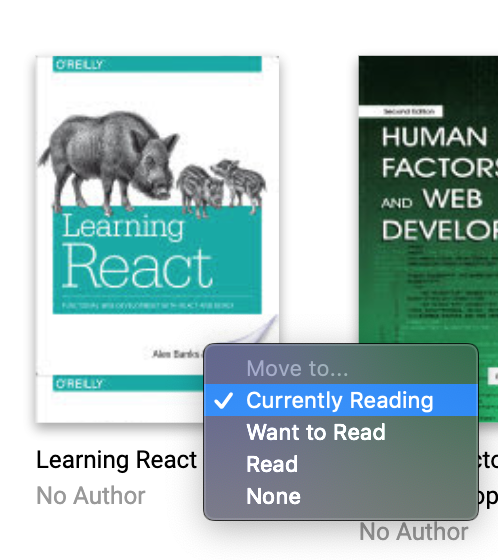 O'REILLY
Learning
React
FUNCTIONAL WEB DEVELOPMENT WITH REACT AND REDUX
Alex Banks
O'REILLY
Learning React
No Author
Second Edition
HUMAN
FACTORS
AND WEB
DEVELOP
Move to...
✓ Currently Reading
Want to Read
Read
None
No Author